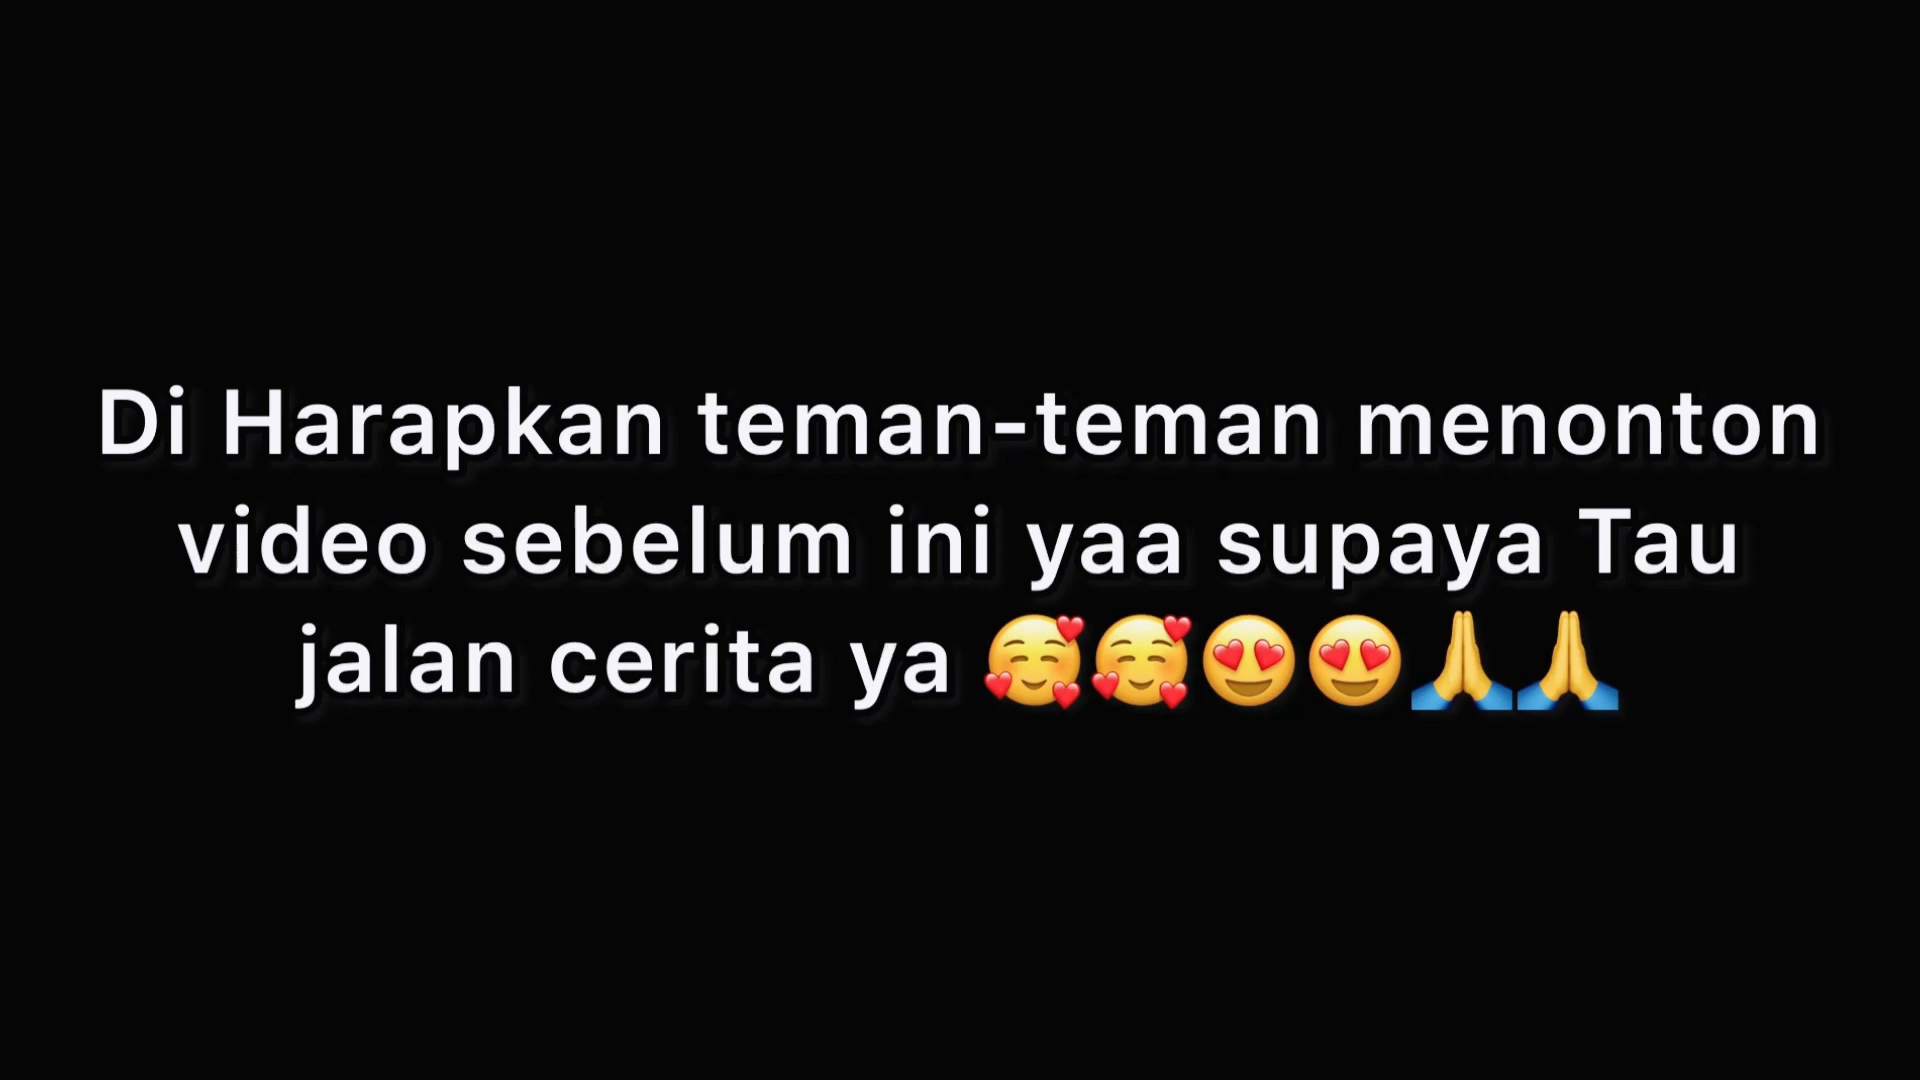 Di Harapkan teman-teman menonton
video sebelum ini yaa supaya Tau
jalan cerita ya 🥰🥰😍😍🙏🙏